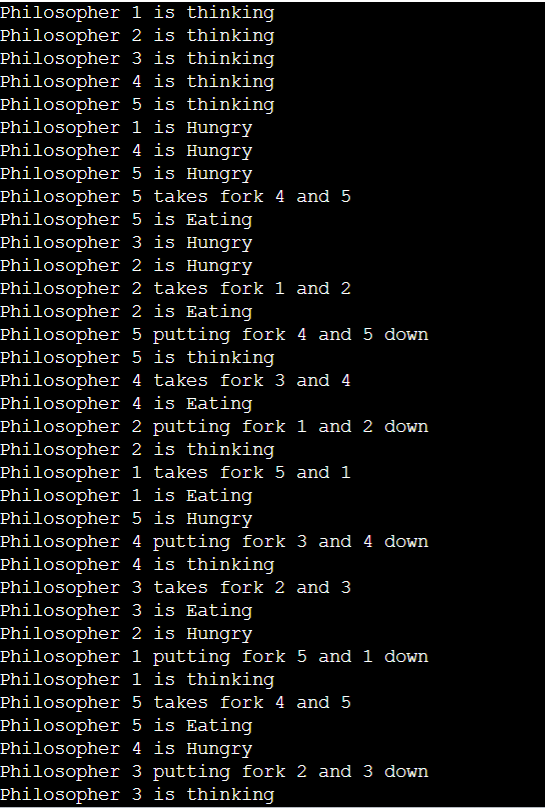 Philosopher 1 is thinking
Philosopher 2 is thinking
Philosopher 3 is thinking
Philosopher 4 is thinking
Philosopher 5 is thinking
Philosopher 1 is Hungry
Philosopher 4 is Hungry
Philosopher 5 is Hungry
Philosopher 5 takes fork 4 and 5
Philosopher 5 is Eating
Philosopher 3 is Hungry
Philosopher 2 is Hungry
Philosopher 2 takes fork 1 and 2
Philosopher 2 is Eating
Philosopher 5 putting fork 4 and 5 down
Philosopher 5 is thinking
Philosopher 4 takes fork 3 and 4
Philosopher 4 is Eating
Philosopher 2 putting fork 1 and 2 down
Philosopher 2 is thinking
Philosopher 1 takes fork 5 and 1
Philosopher 1 is Eating
Philosopher 5 is Hungry
Philosopher 4 putting fork 3 and 4 down
Philosopher 4 is thinking
Philosopher 3 takes fork 2 and 3
Philosopher 3 is Eating
Philosopher 2 is Hungry
Philosopher 1 putting fork 5 and 1 down
Philosopher 1 is thinking
Philosopher 5 takes fork 4 and 5
Philosopher 5 is Eating
Philosopher 4 is Hungry
Philosopher 3 putting fork 2 and 3 down
Philosopher 3 is thinking